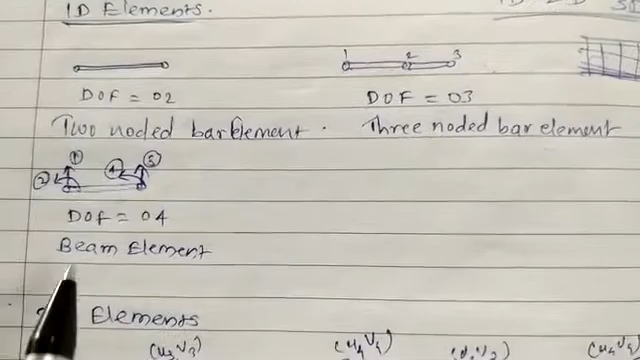 1D Elements.
1 2 3
DOF = 02 DOF = 03
Two noded bar Element. Three noded bar element
1 2 4 3
DOF = 04
Beam Element
Elements
(u3 v3) (u4 v4)